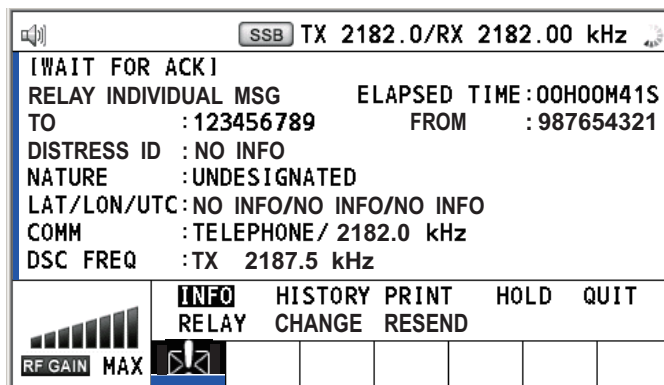 SSB TX 2182.0/RX 2182.00 kHz
[WAIT FOR ACK]
RELAY INDIVIDUAL MSG ELAPSED TIME:00H00M41S
TO :123456789 FROM :987654321
DISTRESS ID :NO INFO
NATURE :UNDESIGNATED
LAT/LON/UTC:NO INFO/NO INFO/NO INFO
COMM :TELEPHONE/ 2182.0 kHz
DSC FREQ :TX 2187.5 kHz
INFO HISTORY PRINT HOLD QUIT
RELAY CHANGE RESEND
RF GAIN MAX